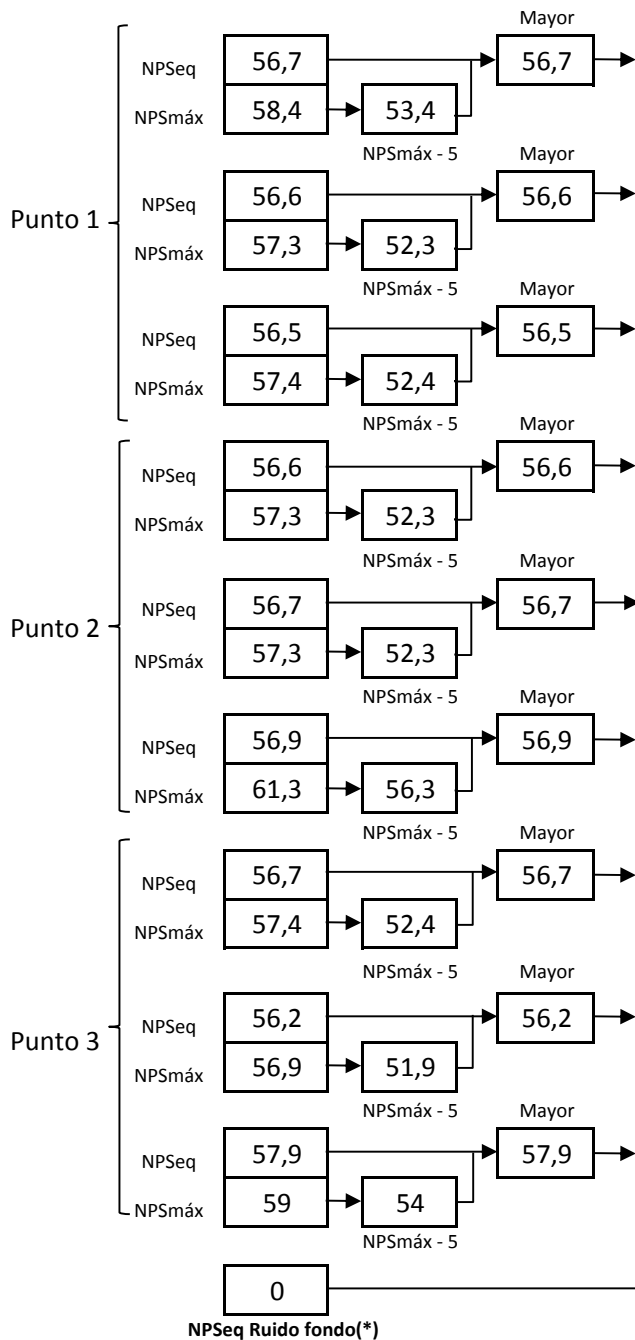 Mayor
NPSeq 56,7 56,7
NPSmáx 58,4 53,4
NPSmáx - 5 Mayor
Punto 1
NPSeq 56,6 56,6
NPSmáx 57,3 52,3
NPSmáx - 5 Mayor
NPSeq 56,5 56,5
NPSmáx 57,4 52,4
NPSmáx - 5 Mayor
NPSeq 56,6 56,6
NPSmáx 57,3 52,3
NPSmáx - 5 Mayor
Punto 2
NPSeq 56,7 56,7
NPSmáx 57,3 52,3
NPSmáx - 5 Mayor
NPSeq 56,9 56,9
NPSmáx 61,3 56,3
NPSmáx - 5 Mayor
NPSeq 56,7 56,7
NPSmáx 57,4 52,4
NPSmáx - 5 Mayor
Punto 3
NPSeq 56,2 56,2
NPSmáx 56,9 51,9
NPSmáx - 5 Mayor
NPSeq 57,9 57,9
NPSmáx 59 54
NPSmáx - 5
0
NPSeq Ruido fondo(*)